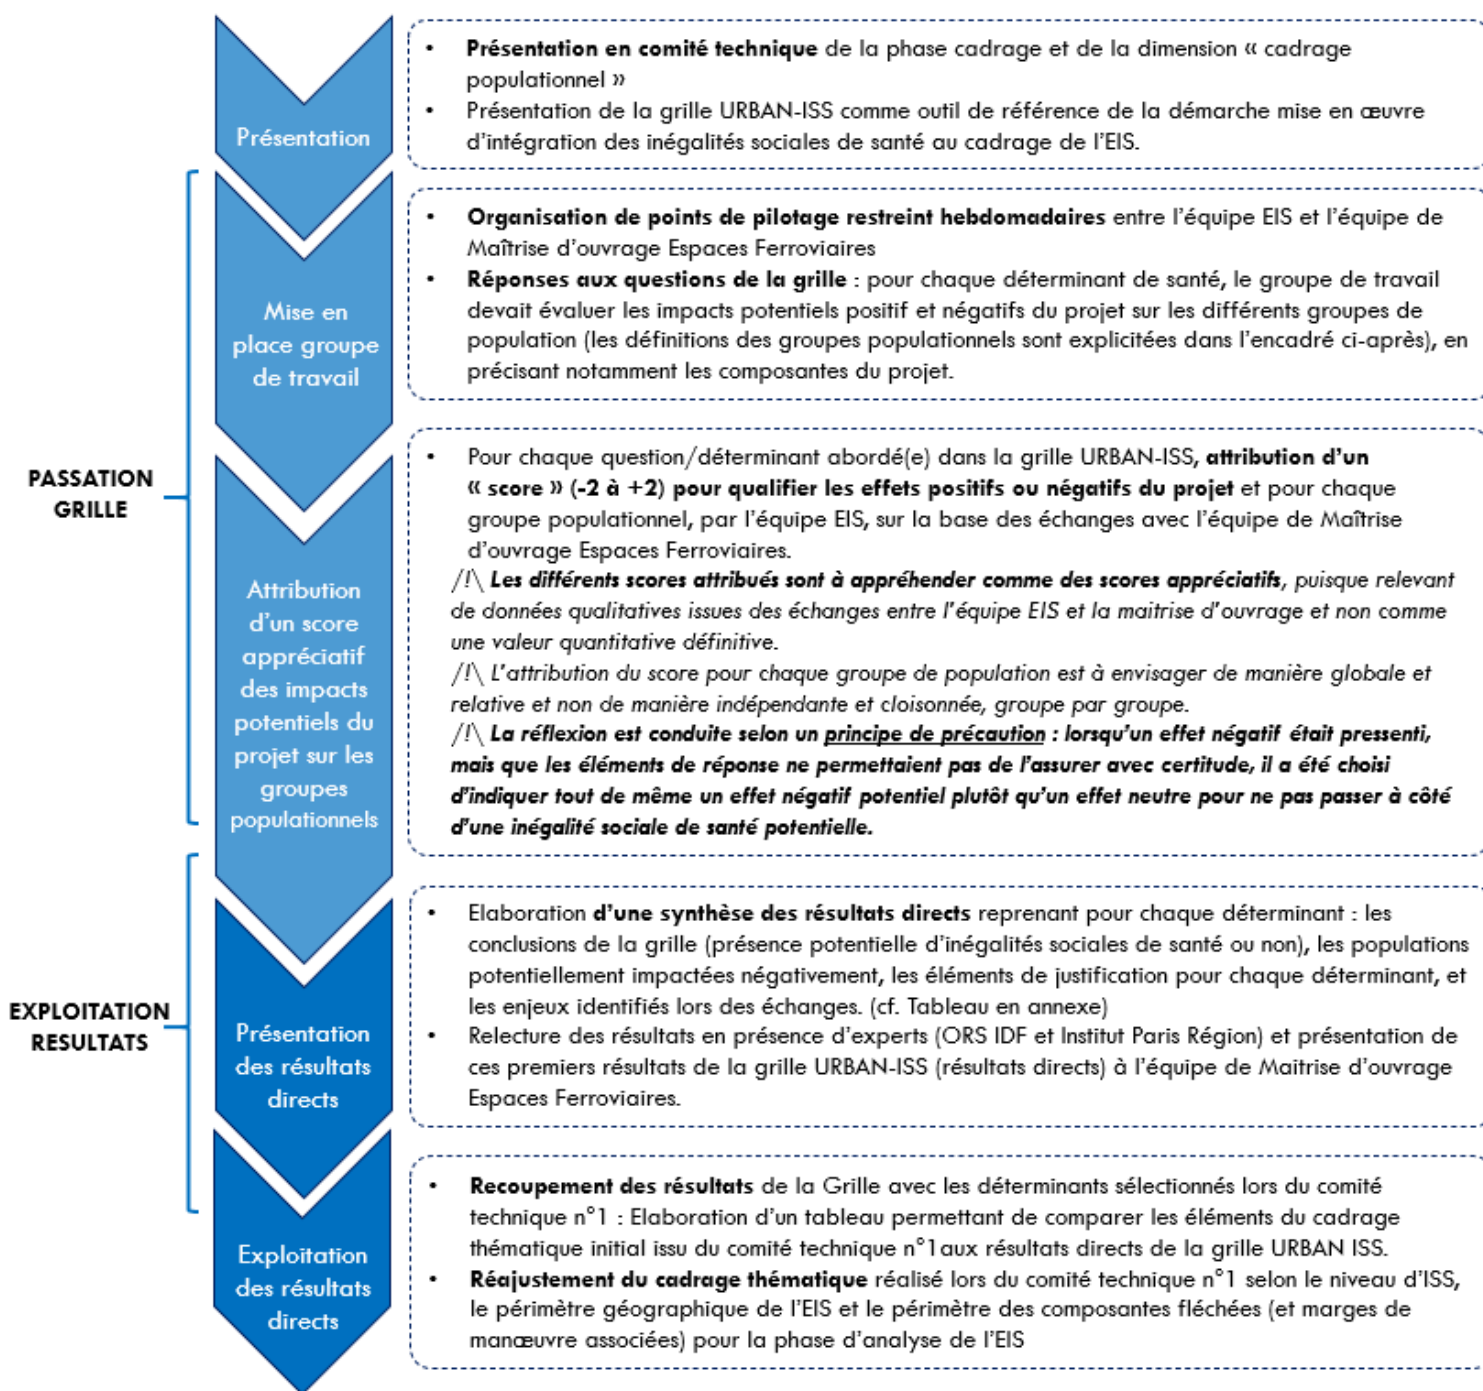 Présentation
• Présentation en comité technique de la phase cadrage et de la dimension « cadrage
populationnel »
• Présentation de la grille URBAN-ISS comme outil de référence de la démarche mise en œuvre
d'intégration des inégalités sociales de santé au cadrage de l'EIS.
PASSATION
GRILLE
Mise en
place groupe
de travail
• Organisation de points de pilotage restreint hebdomadaires entre l'équipe EIS et l'équipe de
Maîtrise d'ouvrage Espaces Ferroviaires
• Réponses aux questions de la grille : pour chaque déterminant de santé, le groupe de travail
devait évaluer les impacts potentiels positif et négatifs du projet sur les différents groupes de
population (les définitions des groupes populationnels sont explicitées dans l'encadré ci-après), en
précisant notamment les composantes du projet.
Attribution
d'un score
appréciatif
des impacts
potentiels du
projet sur les
groupes
populationnels
• Pour chaque question/déterminant abordé(e) dans la grille URBAN-ISS, attribution d'un
« score » (-2 à +2) pour qualifier les effets positifs ou négatifs du projet et pour chaque
groupe populationnel, par l'équipe EIS, sur la base des échanges avec l'équipe de Maîtrise
d'ouvrage Espaces Ferroviaires.
/!\ Les différents scores attribués sont à appréhender comme des scores appréciatifs, puisque relevant
de données qualitatives issues des échanges entre l'équipe EIS et la maitrise d'ouvrage et non comme
une valeur quantitative définitive.
/!\ L'attribution du score pour chaque groupe de population est à envisager de manière globale et
relative et non de manière indépendante et cloisonnée, groupe par groupe.
/!\ La réflexion est conduite selon un principe de précaution : lorsqu'un effet négatif était pressenti,
mais que les éléments de réponse ne permettaient pas de l'assurer avec certitude, il a été choisi
d'indiquer tout de même un effet négatif potentiel plutôt qu'un effet neutre pour ne pas passer à côté
d'une inégalité sociale de santé potentielle.
EXPLOITATION
RESULTATS
Présentation
des résultats
directs
• Elaboration d'une synthèse des résultats directs reprenant pour chaque déterminant : les
conclusions de la grille (présence potentielle d'inégalités sociales de santé ou non), les populations
potentiellement impactées négativement, les éléments de justification pour chaque déterminant, et
les enjeux identifiés lors des échanges. (cf. Tableau en annexe)
• Relecture des résultats en présence d'experts (ORS IDF et Institut Paris Région) et présentation de
ces premiers résultats de la grille URBAN-ISS (résultats directs) à l'équipe de Maitrise d'ouvrage
Espaces Ferroviaires.
Exploitation
des résultats
directs
• Recoupement des résultats de la Grille avec les déterminants sélectionnés lors du comité
technique n°1 : Elaboration d'un tableau permettant de comparer les éléments du cadrage
thématique initial issu du comité technique n°1aux résultats directs de la grille URBAN ISS.
• Réajustement du cadrage thématique réalisé lors du comité technique n°1 selon le niveau d'ISS,
le périmètre géographique de l'EIS et le périmètre des composantes fléchées (et marges de
manœuvre associées) pour la phase d'analyse de l'EIS